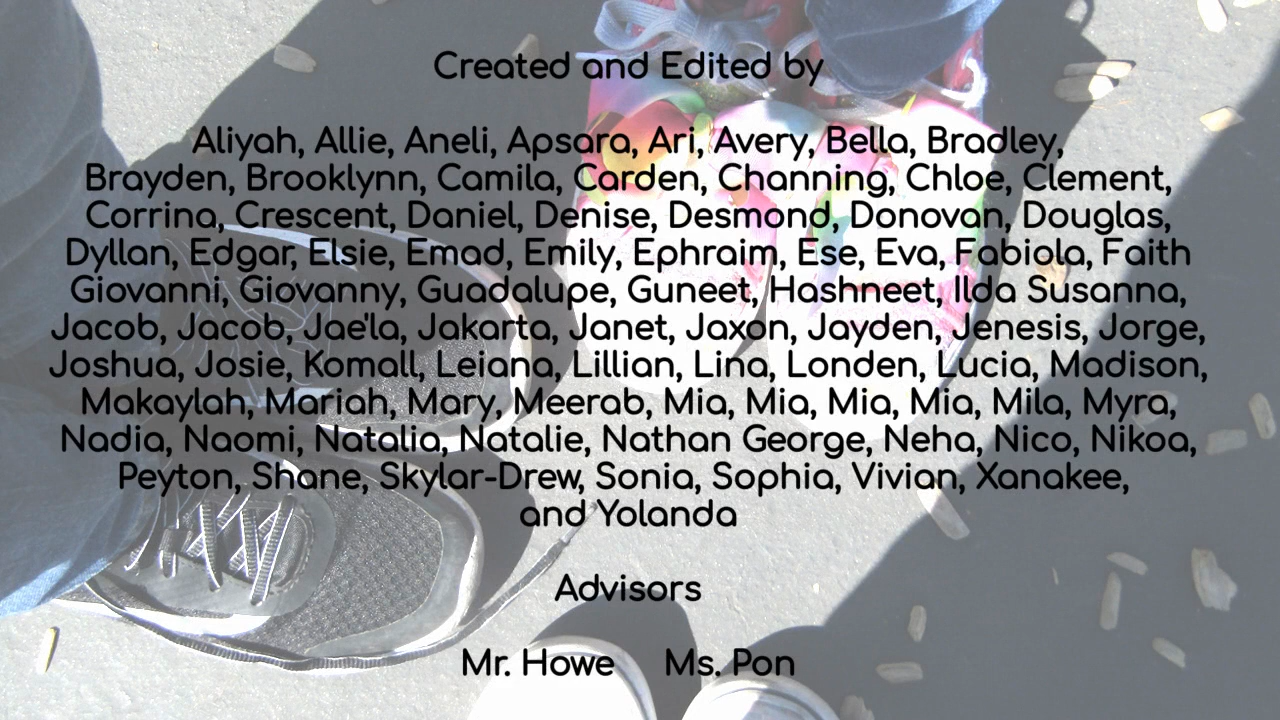 Created and Edited by
Aliyah, Allie, Aneli, Apsara, Ari, Avery, Bella, Bradley,
Brayden, Brooklynn, Camila, Carden, Channing, Chloe, Clement,
Corrina, Crescent, Daniel, Denise, Desmond, Donovan, Douglas,
Dyllan, Edgar, Elsie, Emad, Emily, Ephraim, Ese, Eva, Fabiola, Faith
Giovanni, Giovanny, Guadalupe, Guneet, Hashneet, Ilda Susanna,
Jacob, Jacob, Jae'la, Jakarta, Janet, Jaxon, Jayden, Jenesis, Jorge,
Joshua, Josie, Komall, Leiana, Lillian, Lina, Londen, Lucia, Madison,
Makaylah, Mariah, Mary, Meerab, Mia, Mia, Mia, Mia, Mila, Myra,
Nadia, Naomi, Natalia, Natalie, Nathan George, Neha, Nico, Nikoa,
Peyton, Shane, Skylar-Drew, Sonia, Sophia, Vivian, Xanakee,
and Yolanda
Advisors
Mr. Howe Ms. Pon